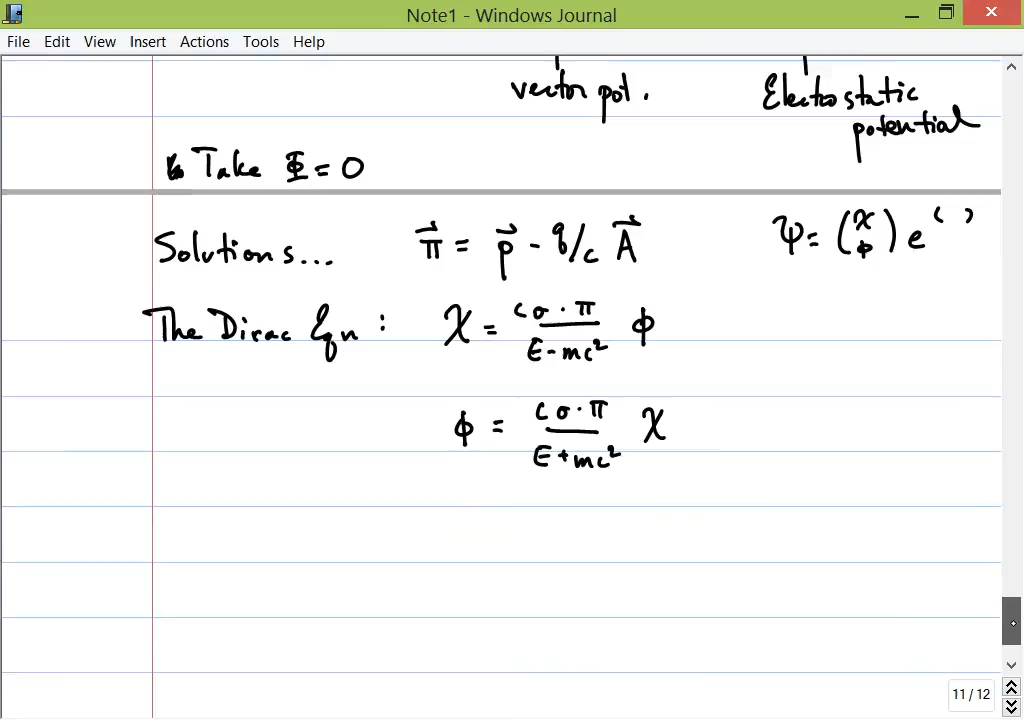 Note1 - Windows Journal
File Edit View Insert Actions Tools Help
vector pot.
Electrostatic
potential
Take Φ = 0
Solutions... π⃗ = p⃗ - q/c A⃗ ψ = (χ ϕ) e^( )
The Dirac Eqn : χ = cσ·π / E-mc² ϕ
ϕ = cσ·π / E+mc² χ
11 / 12